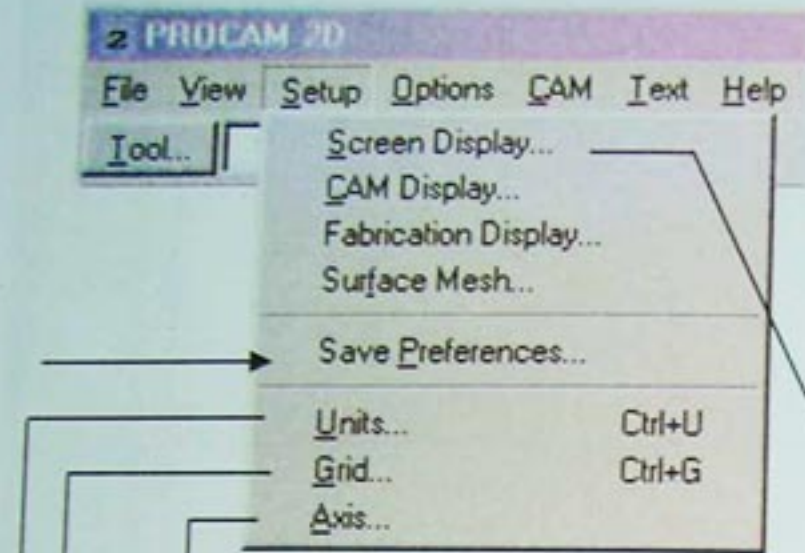 2 PROCAM 2D
File View Setup Options CAM Text Help
Tool...
Screen Display...
CAM Display...
Fabrication Display...
Surface Mesh...
Save Preferences...
Units... Ctrl+U
Grid... Ctrl+G
Axis...